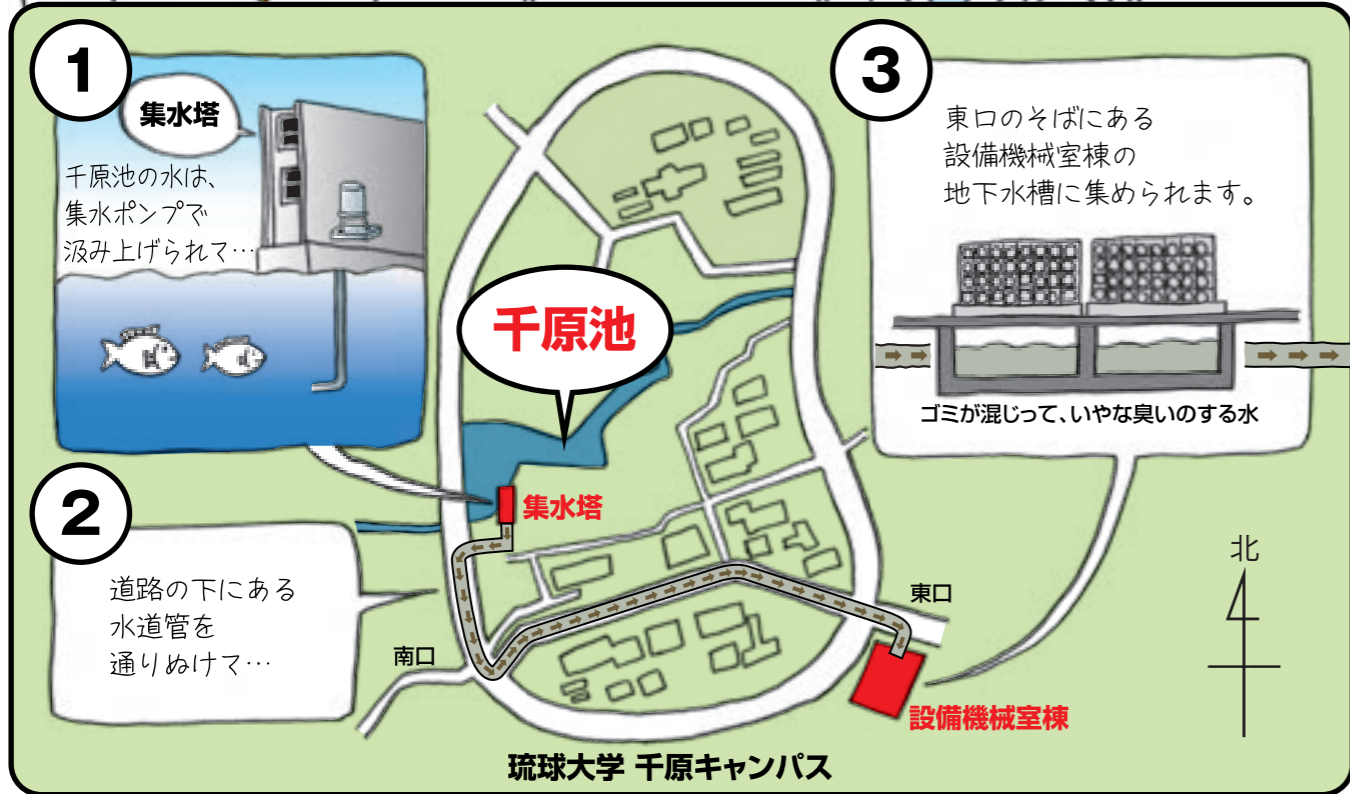 1
集水塔
千原池の水は、
集水ポンプで
汲み上げられて…
2
道路の下にある
水道管を
通りぬけて…
3
東口のそばにある
設備機械室棟の
地下水槽に集められます。
ゴミが混じって、いやな臭いのする水
千原池
集水塔
南口
東口
設備機械室棟
北
琉球大学 千原キャンパス